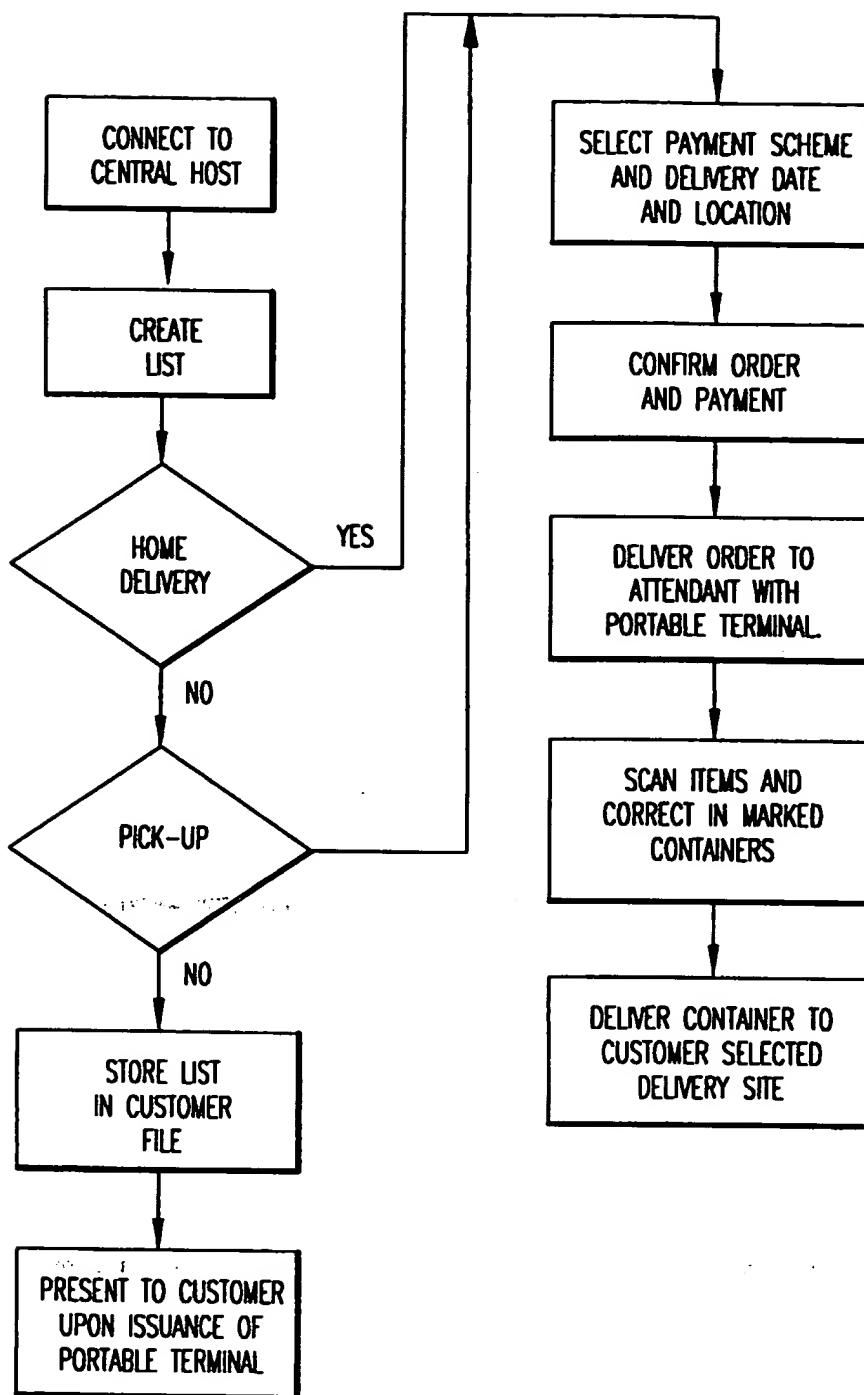 CONNECT TO
CENTRAL HOST
CREATE
LIST
HOME
DELIVERY
YES
NO
PICK-UP
NO
STORE LIST
IN CUSTOMER
FILE
PRESENT TO CUSTOMER
UPON ISSUANCE OF
PORTABLE TERMINAL
SELECT PAYMENT SCHEME
AND DELIVERY DATE
AND LOCATION
CONFIRM ORDER
AND PAYMENT
DELIVER ORDER TO
ATTENDANT WITH
PORTABLE TERMINAL.
SCAN ITEMS AND
CORRECT IN MARKED
CONTAINERS
DELIVER CONTAINER TO
CUSTOMER SELECTED
DELIVERY SITE